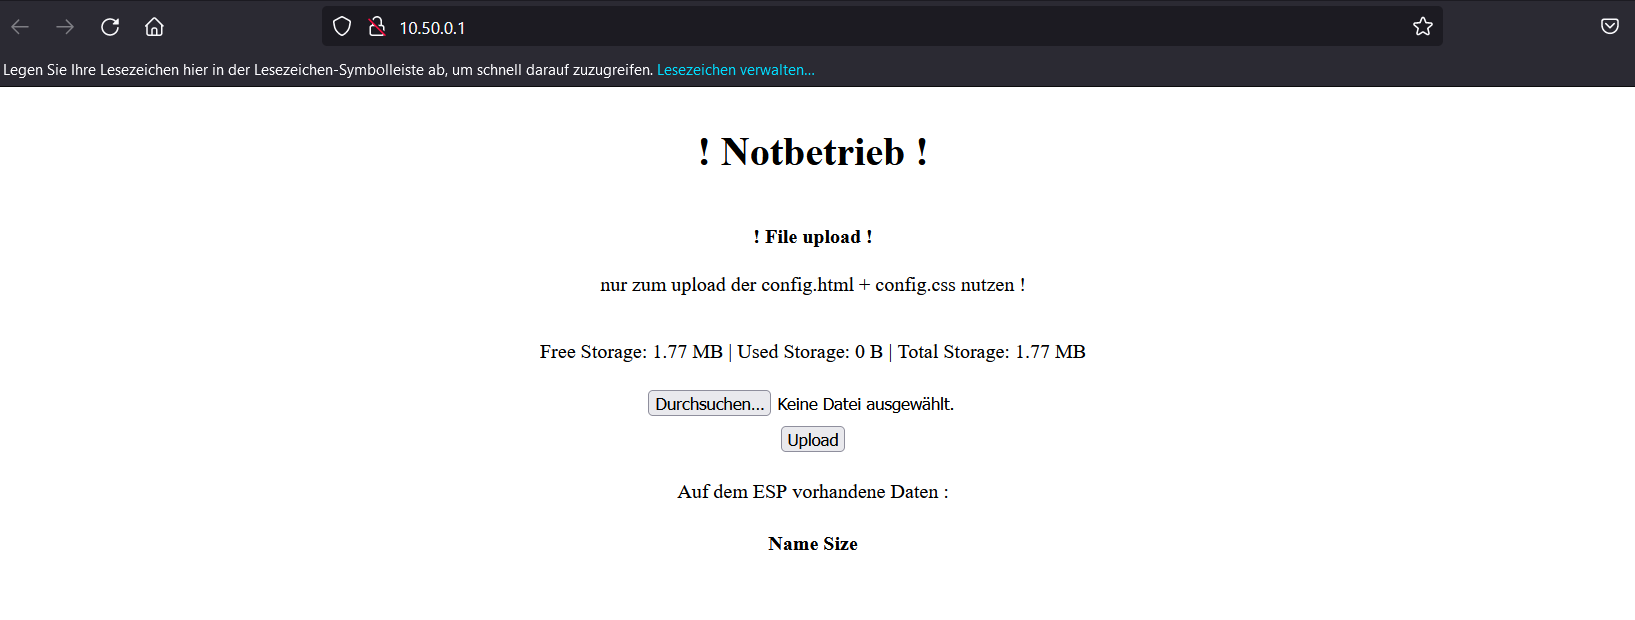 10.50.0.1
Legen Sie Ihre Lesezeichen hier in der Lesezeichen-Symbolleiste ab, um schnell darauf zuzugreifen. Lesezeichen verwalten...
! Notbetrieb !
! File upload !
nur zum upload der config.html + config.css nutzen !
Free Storage: 1.77 MB | Used Storage: 0 B | Total Storage: 1.77 MB
Durchsuchen... Keine Datei ausgewählt.
Upload
Auf dem ESP vorhandene Daten :
Name Size